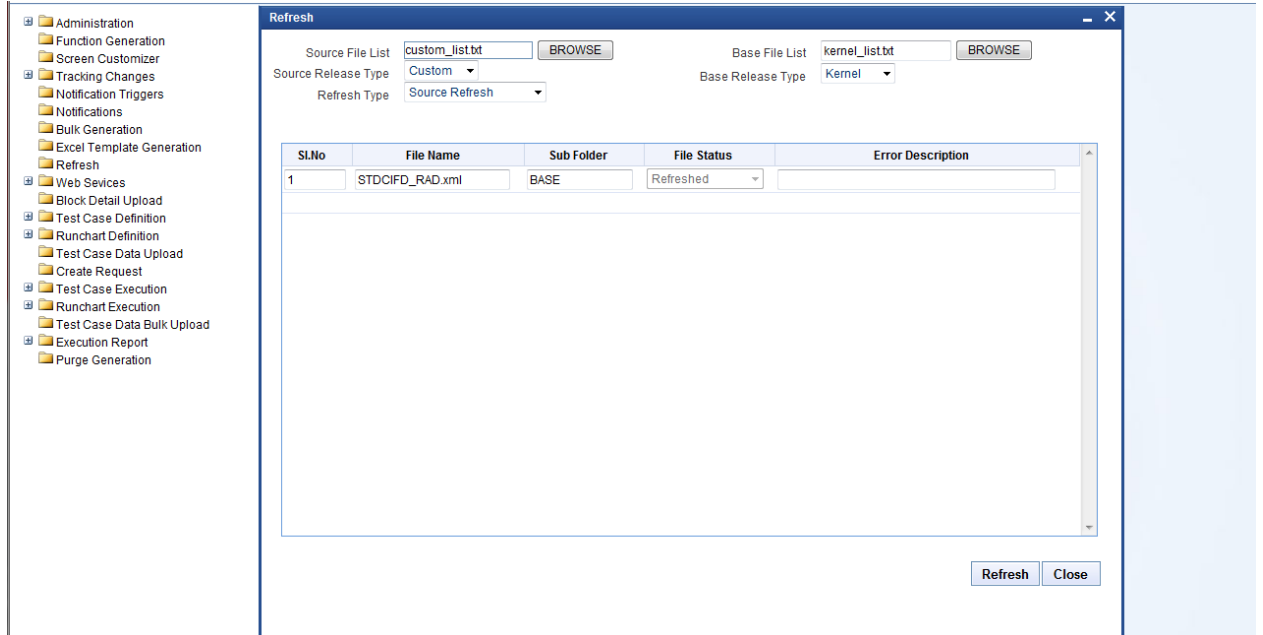 Administration
Function Generation
Screen Customizer
Tracking Changes
Notification Triggers
Notifications
Bulk Generation
Excel Template Generation
Refresh
Web Sevices
Block Detail Upload
Test Case Definition
Runchart Definition
Test Case Data Upload
Create Request
Test Case Execution
Runchart Execution
Test Case Data Bulk Upload
Execution Report
Purge Generation
Refresh
Source File List custom_list.txt BROWSE Base File List kernel_list.txt BROWSE
Source Release Type Custom Base Release Type Kernel
Refresh Type Source Refresh
Sl.No File Name Sub Folder File Status Error Description
1 STDCIFD_RAD.xml BASE Refreshed
Refresh Close